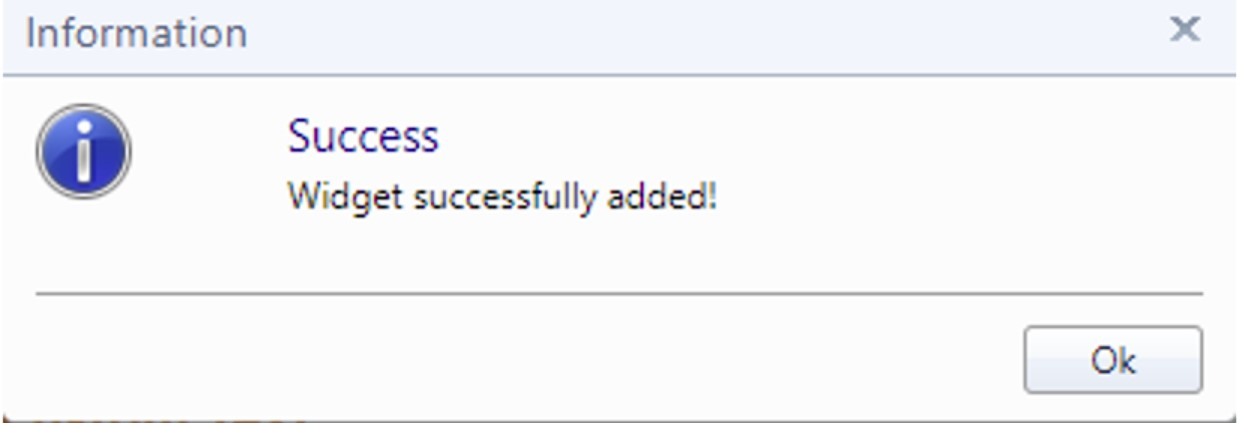 Information
Success
Widget successfully added!
Ok